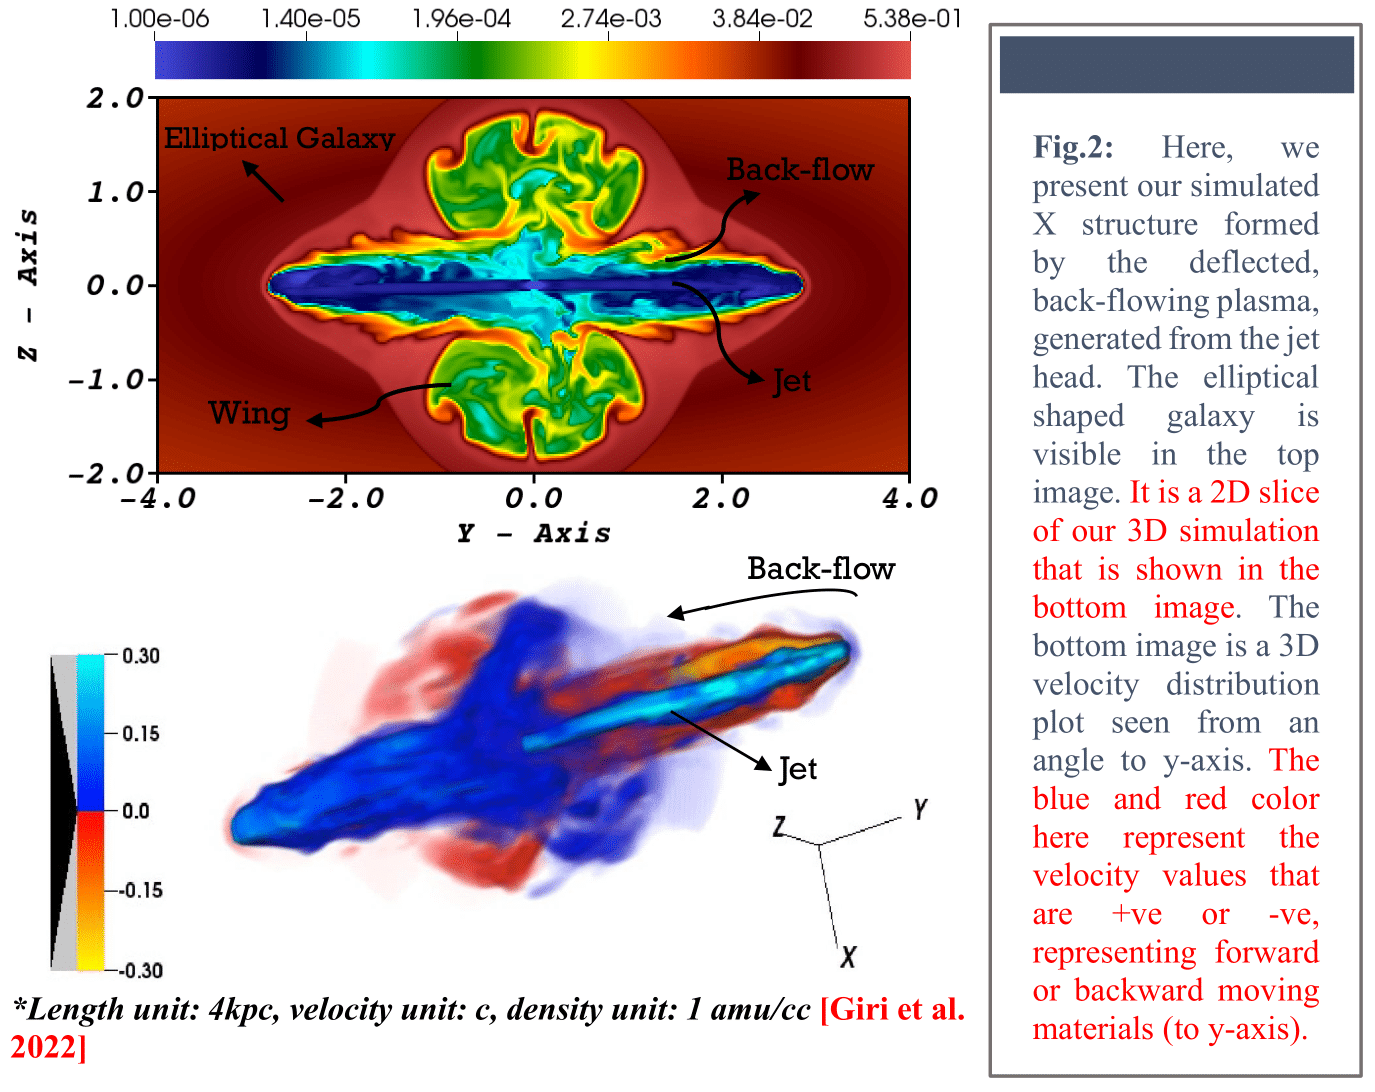 1.00e-06 1.40e-05 1.96e-04 2.74e-03 3.84e-02 5.38e-01
2.0
1.0
0.0
-1.0
-2.0
Z - Axis
Elliptical Galaxy
Back-flow
Jet
Wing
-4.0 -2.0 0.0 2.0 4.0
Y - Axis
Back-flow
Jet
0.30
0.15
0.0
-0.15
-0.30
Y
Z
X
*Length unit: 4kpc, velocity unit: c, density unit: 1 amu/cc [Giri et al.
2022]
Fig.2: Here, we
present our simulated
X structure formed
by the deflected,
back-flowing plasma,
generated from the jet
head. The elliptical
shaped galaxy is
visible in the top
image. It is a 2D slice
of our 3D simulation
that is shown in the
bottom image. The
bottom image is a 3D
velocity distribution
plot seen from an
angle to y-axis. The
blue and red color
here represent the
velocity values that
are +ve or -ve,
representing forward
or backward moving
materials (to y-axis).